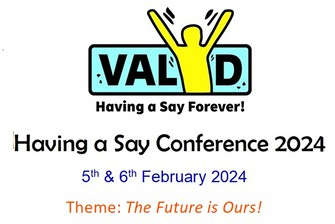 VALID
Having a Say Forever!
Having a Say Conference 2024
5th & 6th February 2024
Theme: The Future is Ours!